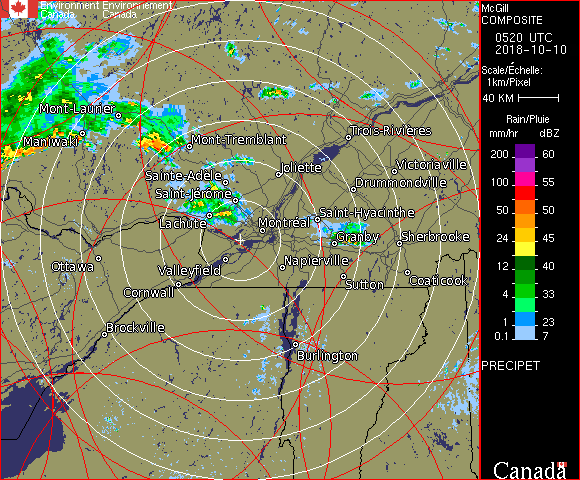 Environment Environnement
Canada Canada
McGill
COMPOSITE
0520 UTC
2018-10-10
Scale/Échelle:
1km/Pixel
40 KM
Rain/Pluie
mm/hr dBZ
200 60
150 57
100 55
50 50
24 45
12 40
4 33
1 23
0.1 7
PRECIPET
Canada
Mont-Laurier
Maniwaki
Mont-Tremblant
Trois-Rivières
Joliette
Victoriaville
Sainte-Adèle
Drummondville
Saint-Jérôme
Lachute
Montréal
Saint-Hyacinthe
Granby
Sherbrooke
Ottawa
Valleyfield
Napierville
Cornwall
Sutton
Coaticook
Brockville
Burlington